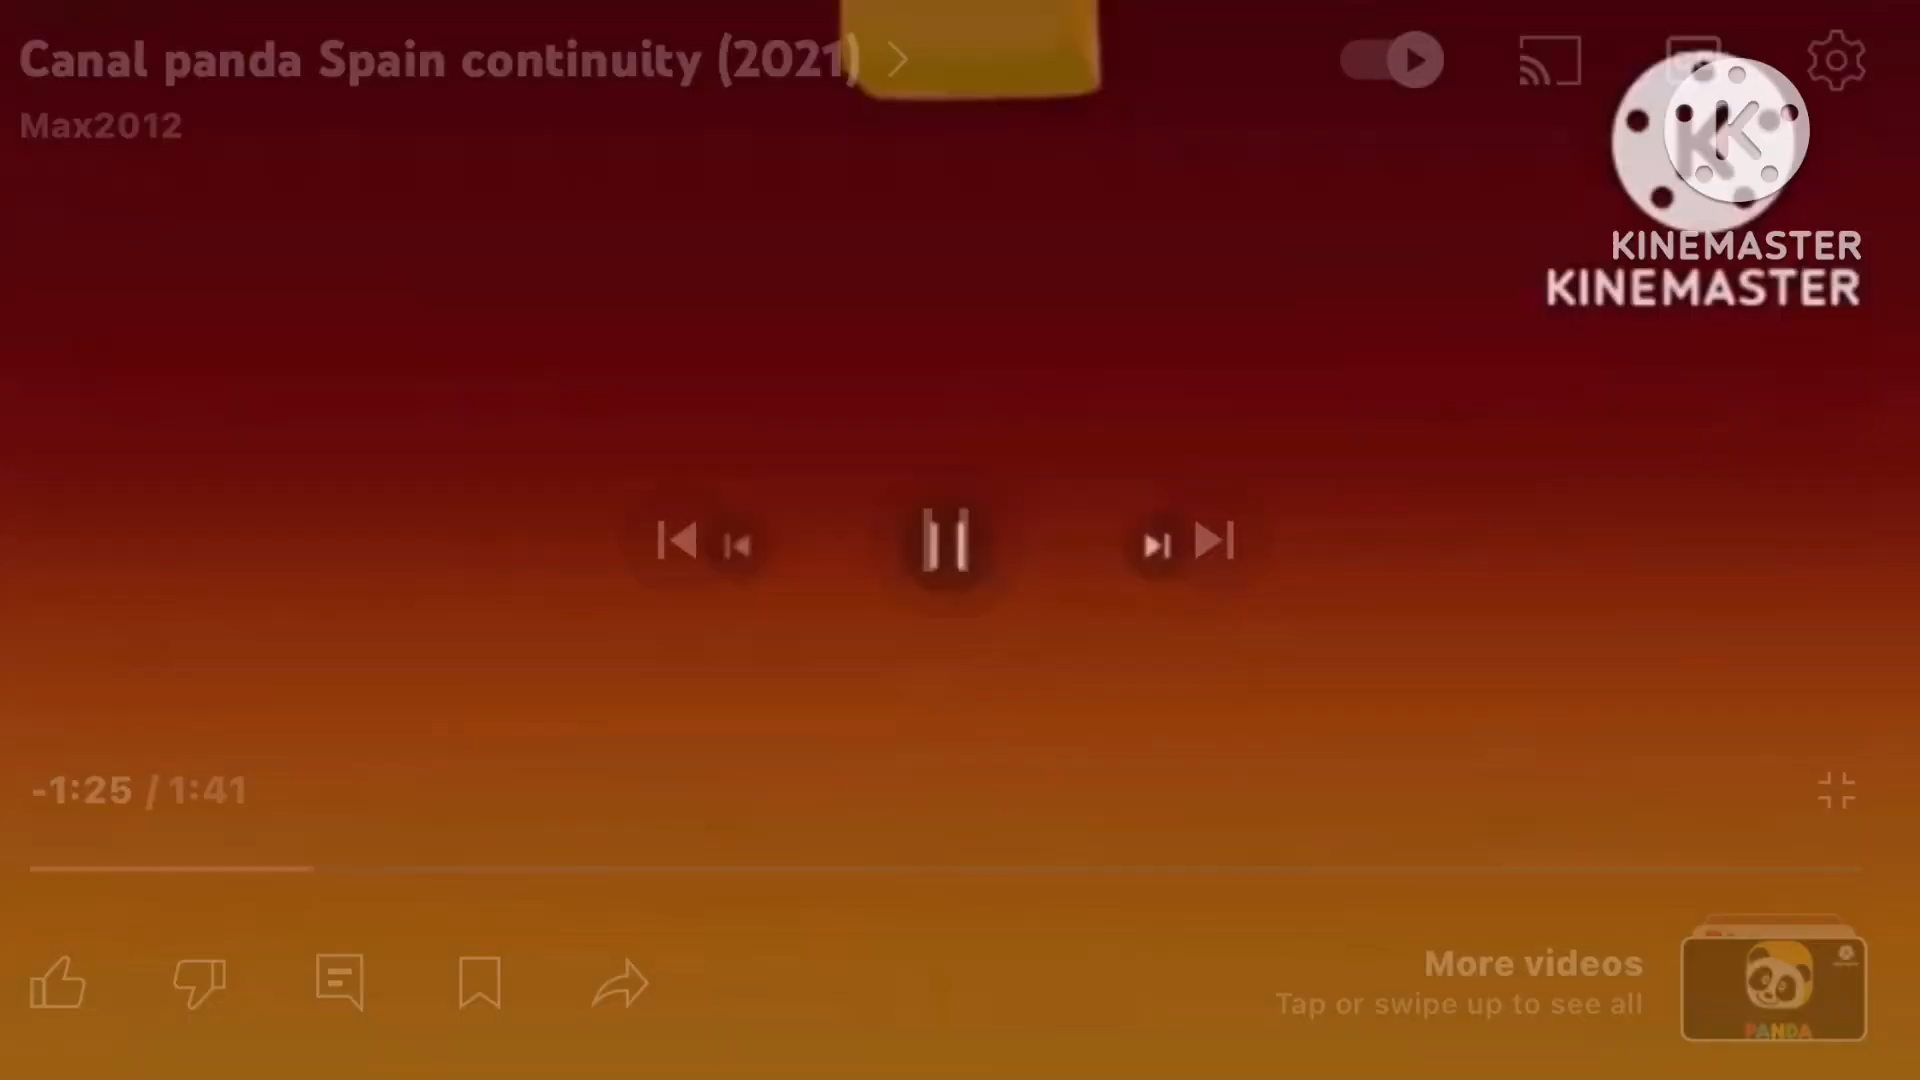 Canal panda Spain continuity (2021)
Max2012
KINEMASTER
KINEMASTER
-1:25 / 1:41
More videos
Tap or swipe up to see all
PANDA